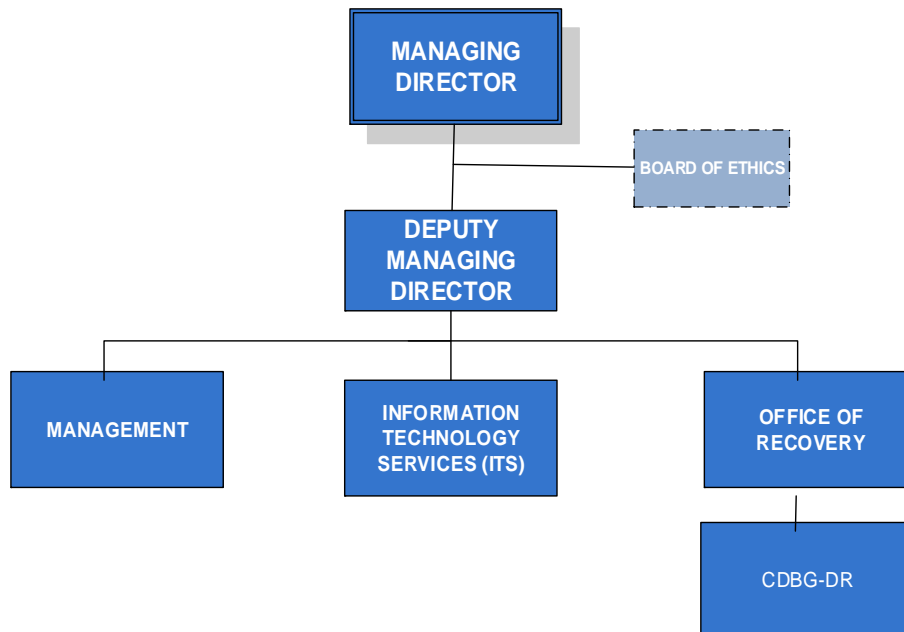 MANAGING
DIRECTOR
BOARD OF ETHICS
DEPUTY
MANAGING
DIRECTOR
MANAGEMENT
INFORMATION
TECHNOLOGY
SERVICES (ITS)
OFFICE OF
RECOVERY
CDBG-DR